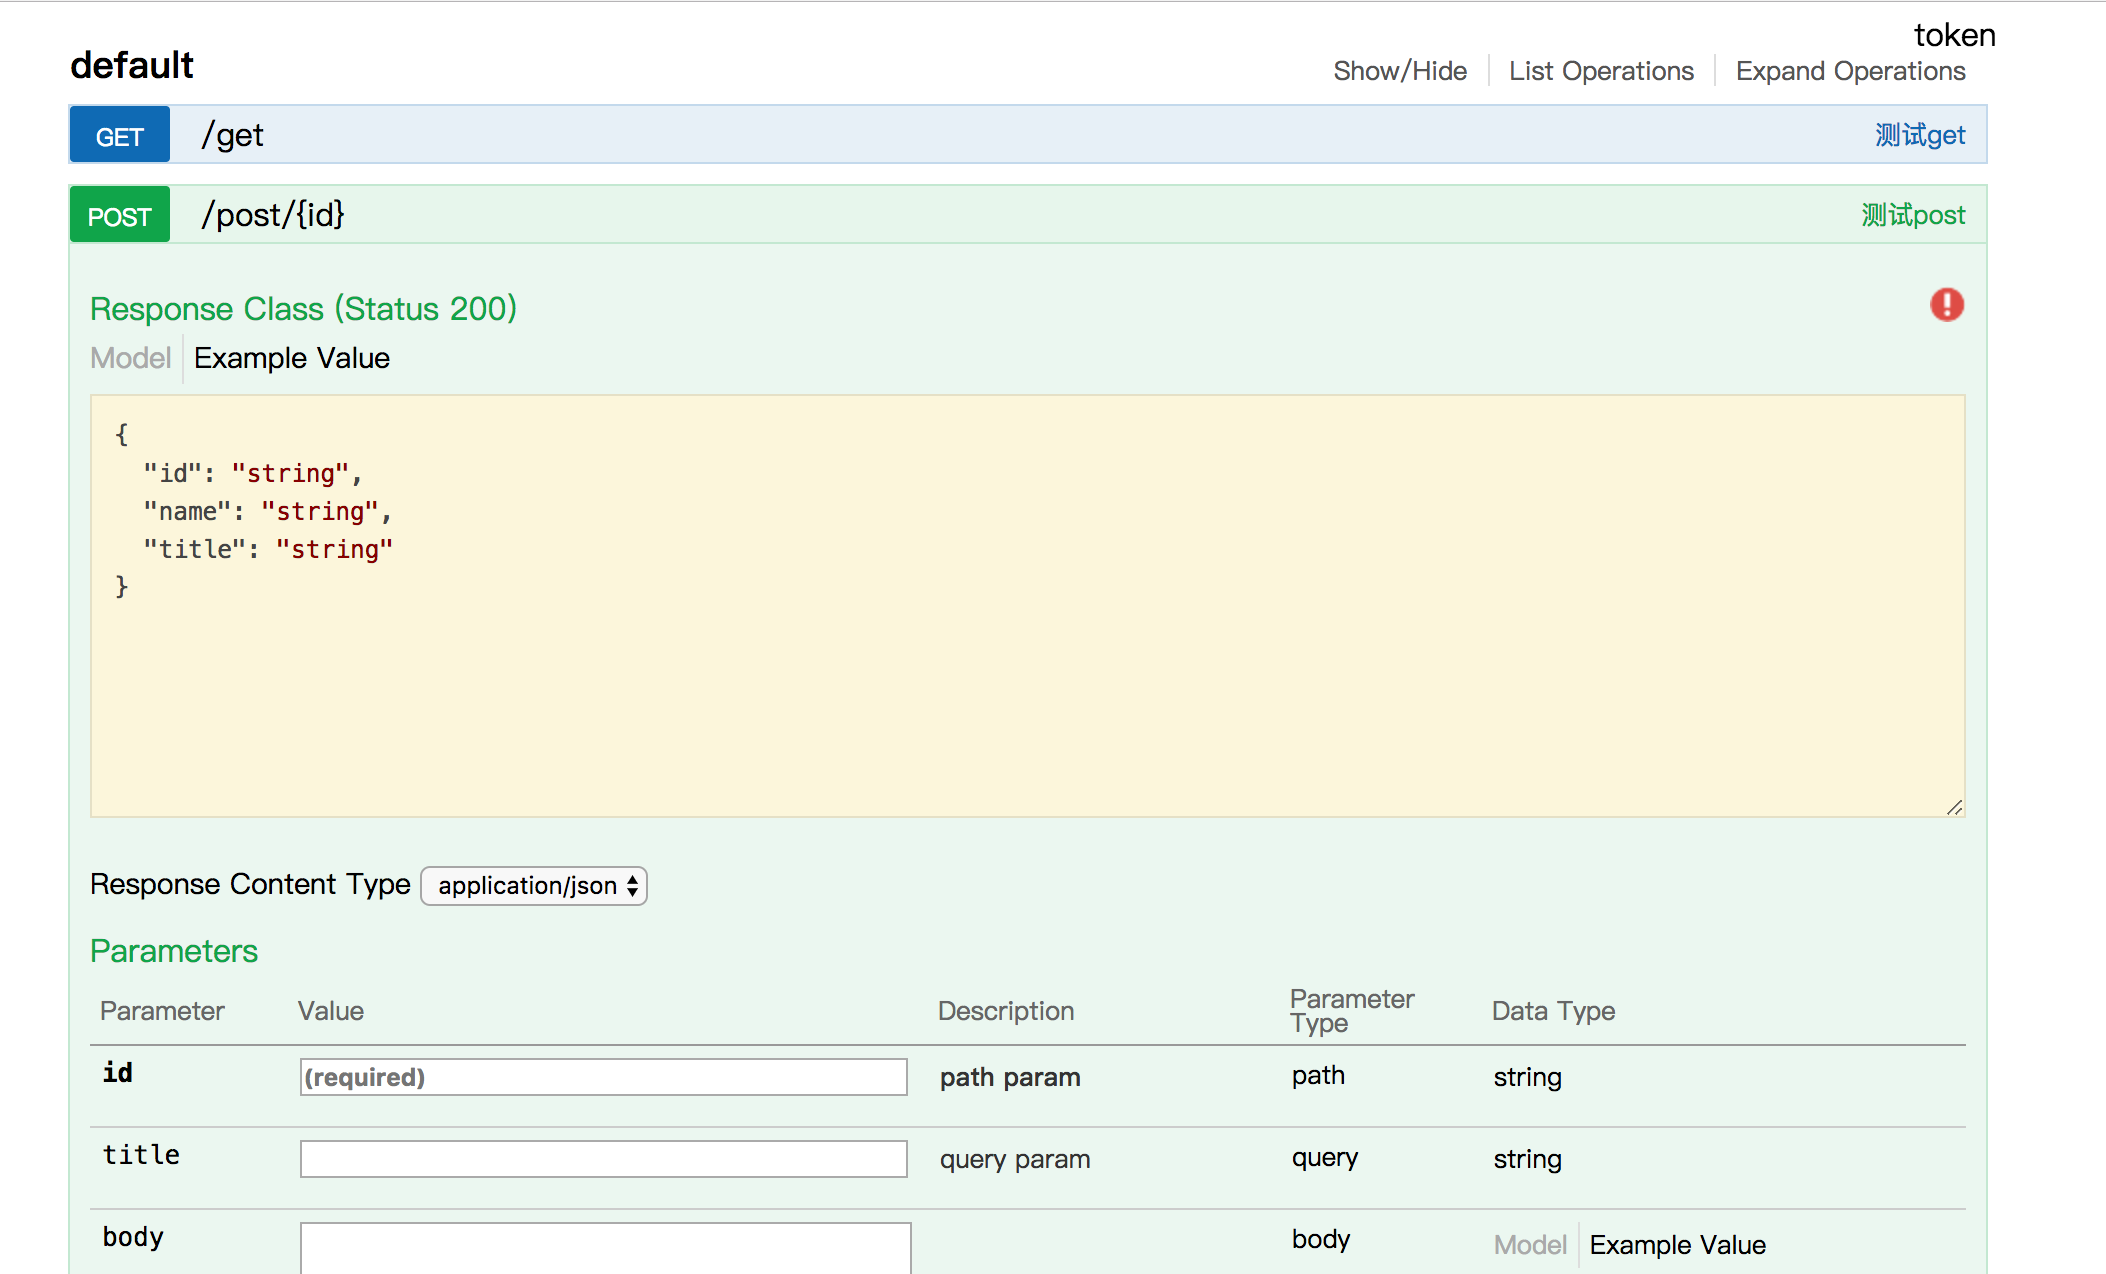 token
default
Show/Hide
List Operations
Expand Operations
GET /get 测试get
POST /post/{id} 测试post
Response Class (Status 200)
Model Example Value
{
  "id": "string",
  "name": "string",
  "title": "string"
}
Response Content Type application/json
Parameters
Parameter Value Description Parameter Type Data Type
id (required) path param path string
title query param query string
body body Model Example Value